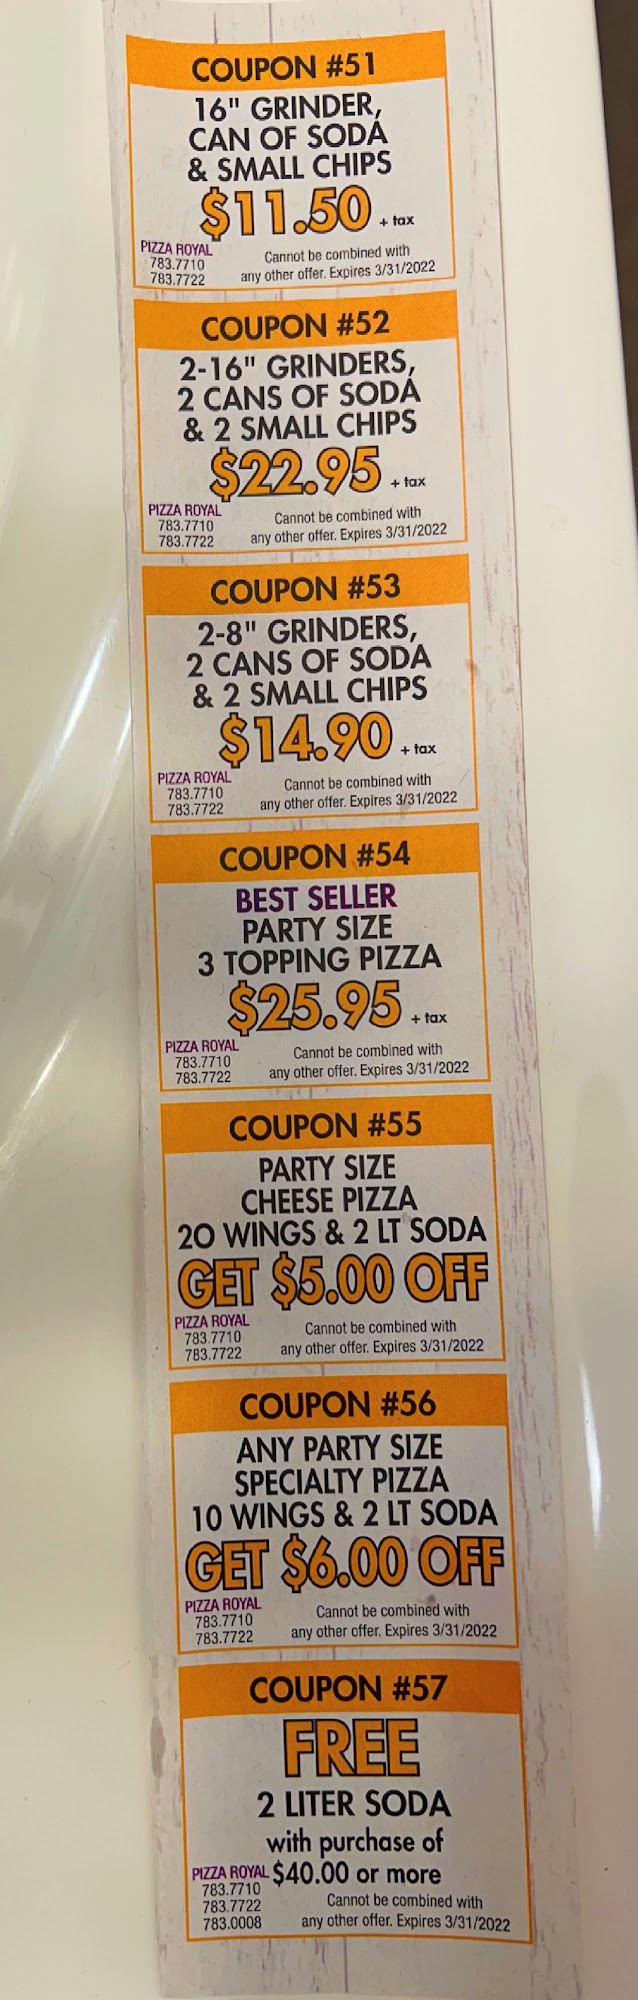 COUPON #51
16" GRINDER,
CAN OF SODA
& SMALL CHIPS
$11.50 + tax
PIZZA ROYAL
783.7710
783.7722
Cannot be combined with
any other offer. Expires 3/31/2022
COUPON #52
2-16" GRINDERS,
2 CANS OF SODA
& 2 SMALL CHIPS
$22.95 + tax
PIZZA ROYAL
783.7710
783.7722
Cannot be combined with
any other offer. Expires 3/31/2022
COUPON #53
2-8" GRINDERS,
2 CANS OF SODA
& 2 SMALL CHIPS
$14.90 + tax
PIZZA ROYAL
783.7710
783.7722
Cannot be combined with
any other offer. Expires 3/31/2022
COUPON #54
BEST SELLER
PARTY SIZE
3 TOPPING PIZZA
$25.95 + tax
PIZZA ROYAL
783.7710
783.7722
Cannot be combined with
any other offer. Expires 3/31/2022
COUPON #55
PARTY SIZE
CHEESE PIZZA
20 WINGS & 2 LT SODA
GET $5.00 OFF
PIZZA ROYAL
783.7710
783.7722
Cannot be combined with
any other offer. Expires 3/31/2022
COUPON #56
ANY PARTY SIZE
SPECIALTY PIZZA
10 WINGS & 2 LT SODA
GET $6.00 OFF
PIZZA ROYAL
783.7710
783.7722
Cannot be combined with
any other offer. Expires 3/31/2022
COUPON #57
FREE
2 LITER SODA
with purchase of
$40.00 or more
PIZZA ROYAL
783.7710
783.7722
783.0008
Cannot be combined with
any other offer. Expires 3/31/2022